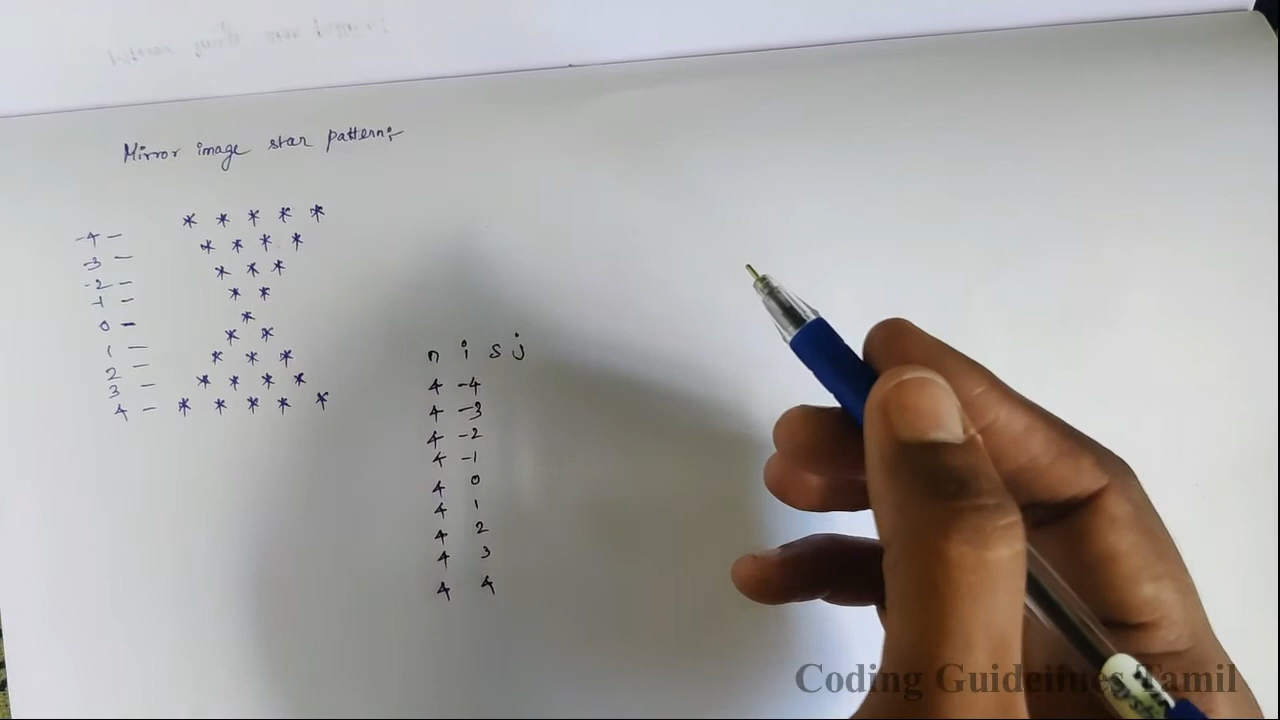 Mirror image star pattern:
-4 - * * * * *
-3 - * * * *
-2 - * * *
-1 - * *
0 - *
1 - * *
2 - * * *
3 - * * * *
4 - * * * * *
n i s j
4 -4
4 -3
4 -2
4 -1
4 0
4 1
4 2
4 3
4 4
Coding Guidelines Tamil